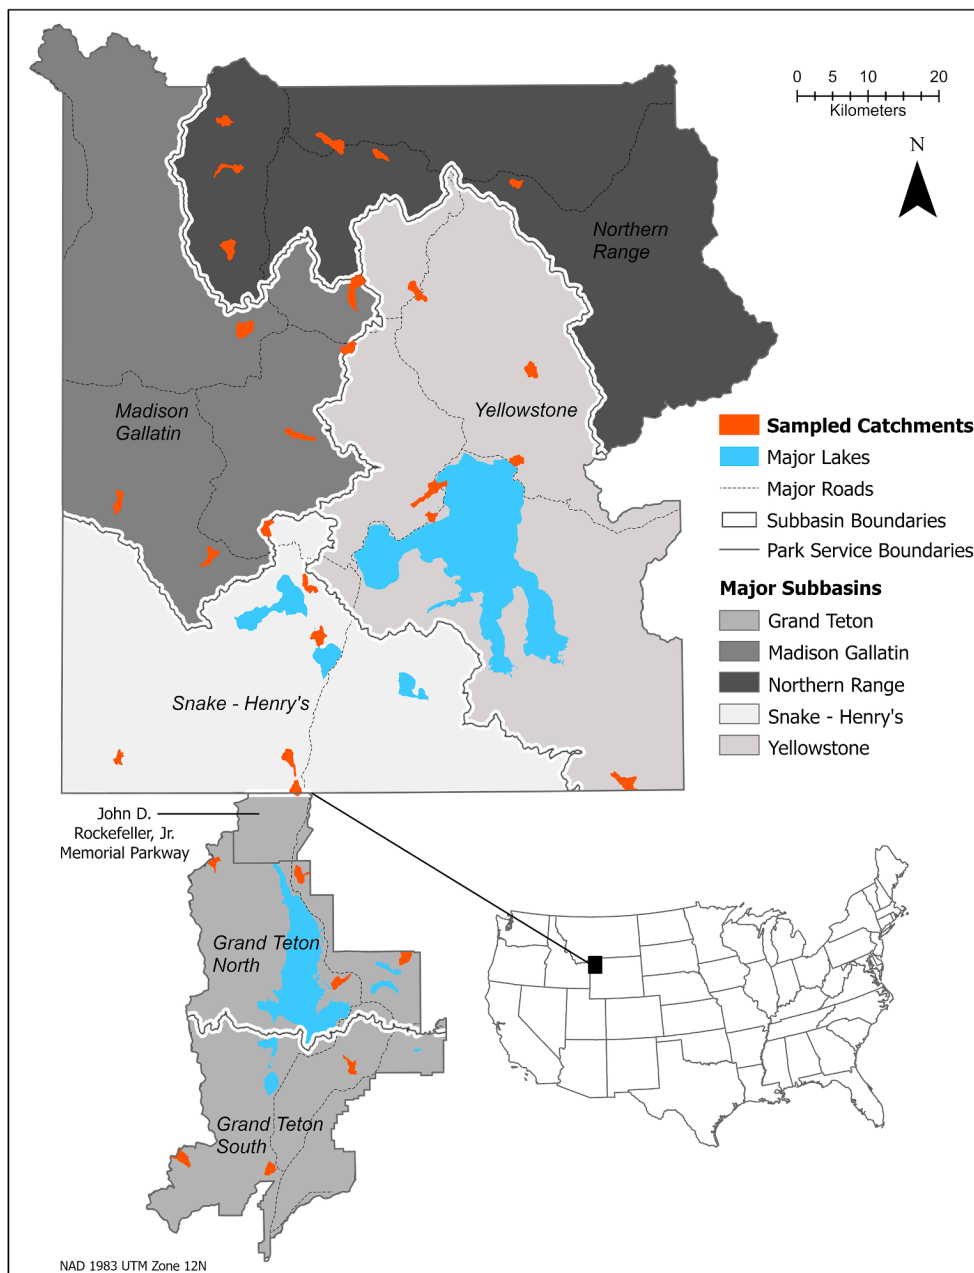 0 5 10 20
Kilometers
N
Northern
Range
Madison
Gallatin
Yellowstone
Sampled Catchments
Major Lakes
Major Roads
Subbasin Boundaries
Park Service Boundaries
Major Subbasins
Grand Teton
Madison Gallatin
Northern Range
Snake - Henry's
Yellowstone
Snake - Henry's
John D.
Rockefeller, Jr.
Memorial Parkway
Grand Teton
North
Grand Teton
South
NAD 1983 UTM Zone 12N